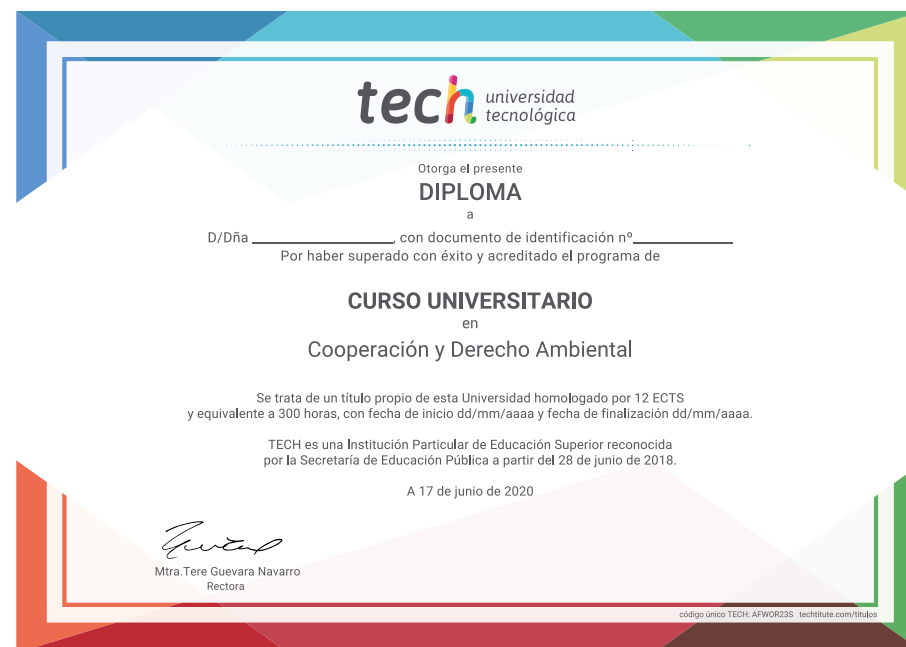 tech universidad
tecnológica
Otorga el presente
DIPLOMA
a
D/Dña ____________________, con documento de identificación nº______________
Por haber superado con éxito y acreditado el programa de
CURSO UNIVERSITARIO
en
Cooperación y Derecho Ambiental
Se trata de un título propio de esta Universidad homologado por 12 ECTS
y equivalente a 300 horas, con fecha de inicio dd/mm/aaaa y fecha de finalización dd/mm/aaaa.
TECH es una Institución Particular de Educación Superior reconocida
por la Secretaría de Educación Pública a partir del 28 de junio de 2018.
A 17 de junio de 2020
Mtra.Tere Guevara Navarro
Rectora
código único TECH: AFWOR23S techtitute.com/titulos